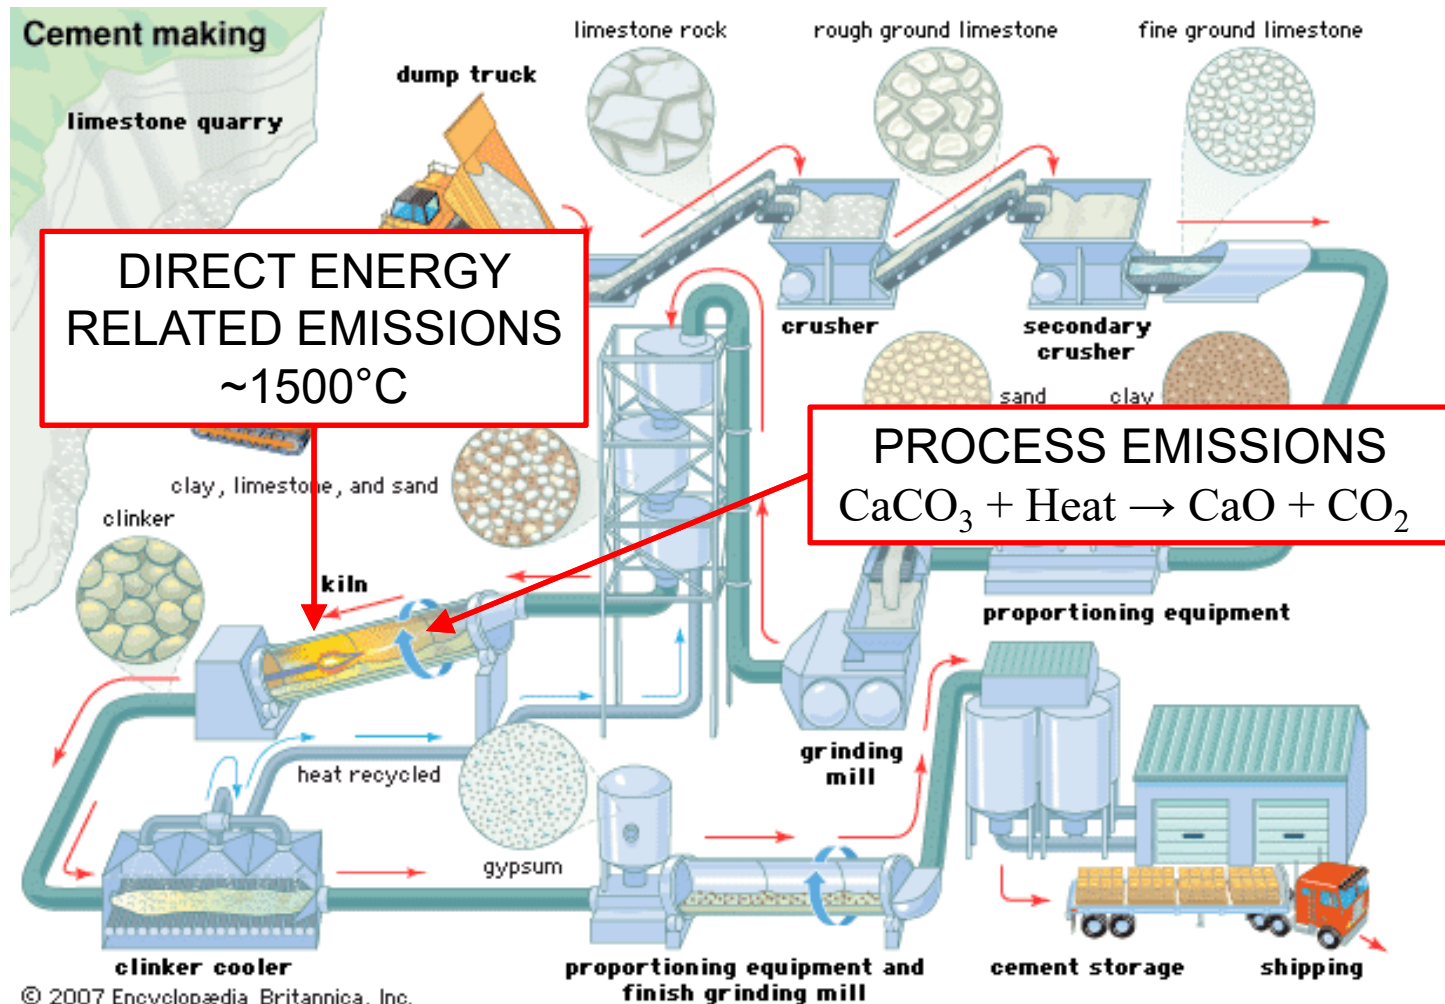 Cement making
limestone quarry
dump truck
limestone rock
rough ground limestone
fine ground limestone
DIRECT ENERGY
RELATED EMISSIONS
~1500°C
crusher
secondary
crusher
sand
clay
PROCESS EMISSIONS
CaCO₃ + Heat → CaO + CO₂
clay, limestone, and sand
clinker
kiln
proportioning equipment
grinding
mill
heat recycled
gypsum
clinker cooler
proportioning equipment and
finish grinding mill
cement storage
shipping
© 2007 Encyclopædia Britannica, Inc.